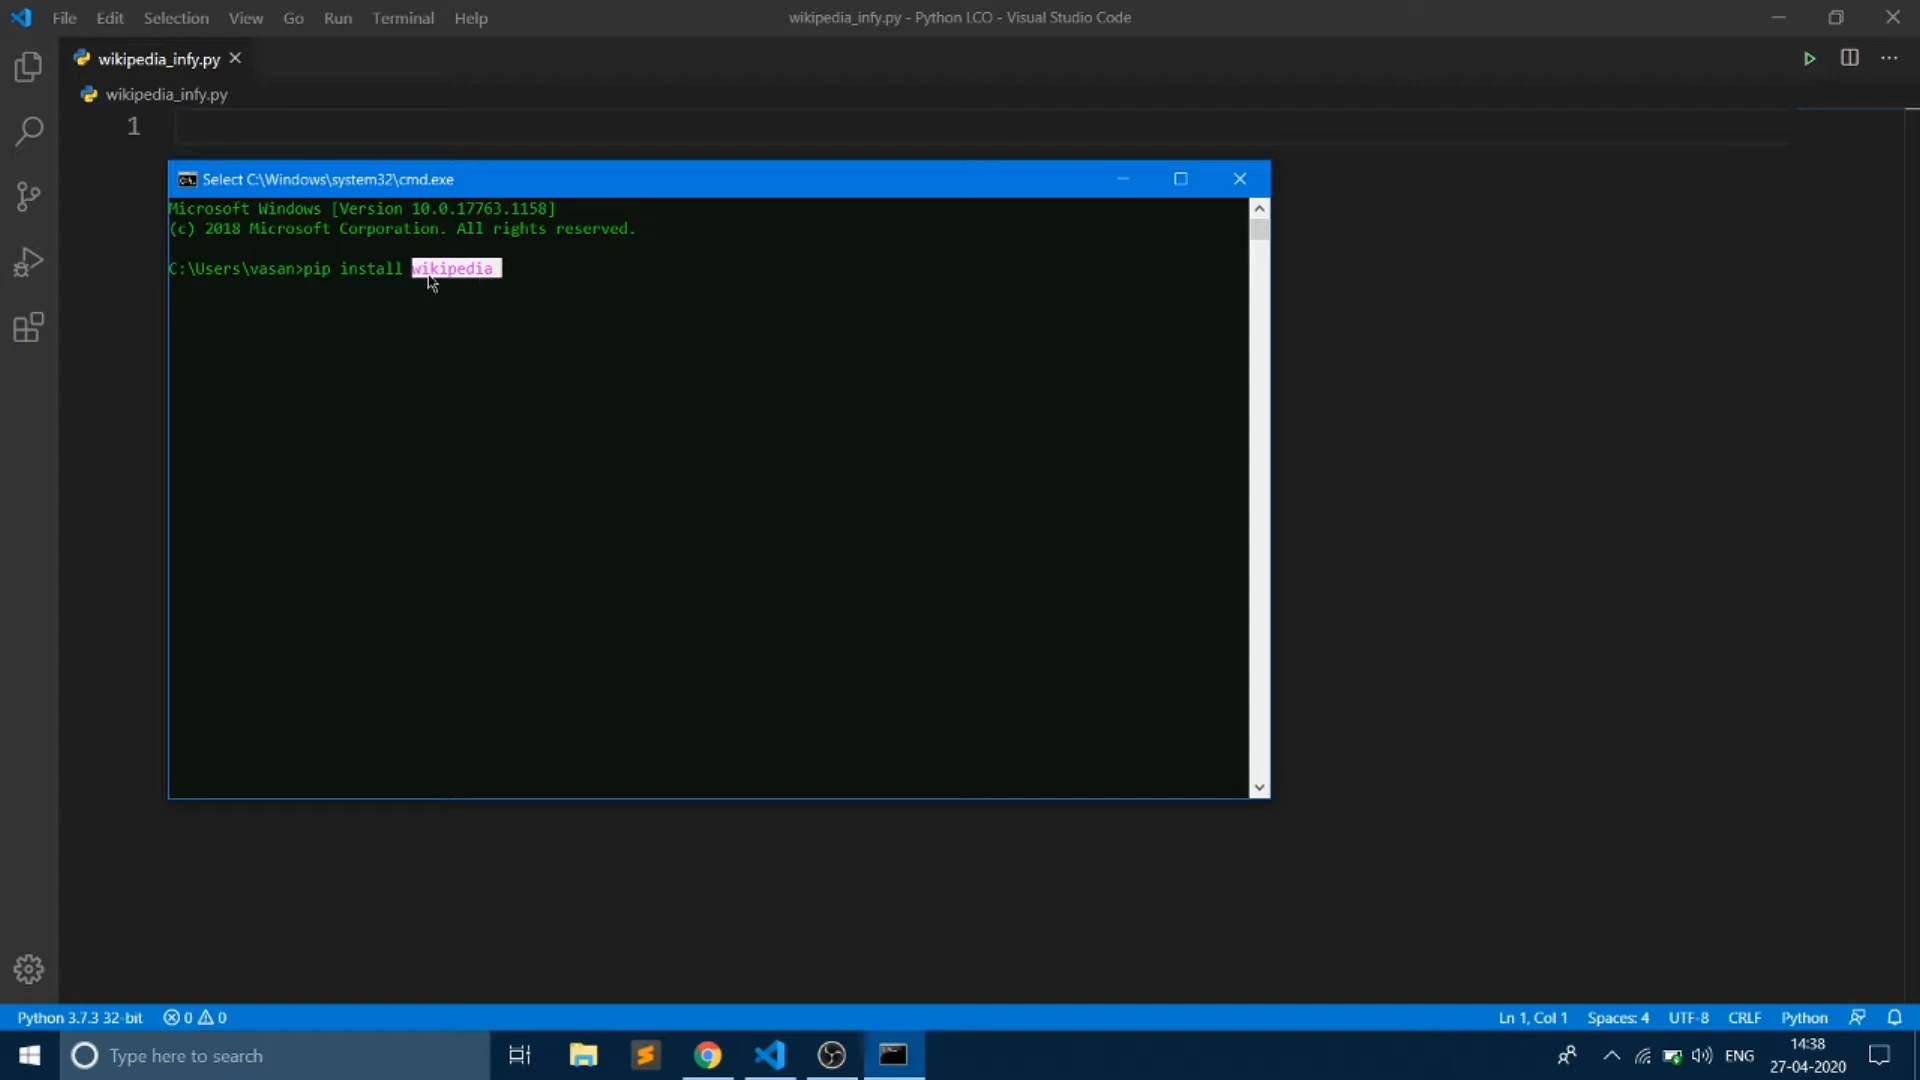 File Edit Selection View Go Run Terminal Help
wikipedia_infy.py - Python LCO - Visual Studio Code
wikipedia_infy.py
wikipedia_infy.py
1
Select C:\Windows\system32\cmd.exe
Microsoft Windows [Version 10.0.17763.1158]
(c) 2018 Microsoft Corporation. All rights reserved.
C:\Users\vasan>pip install wikipedia
Python 3.7.3 32-bit 0 0
Ln 1, Col 1 Spaces: 4 UTF-8 CRLF Python
Type here to search
ENG
14:38
27-04-2020